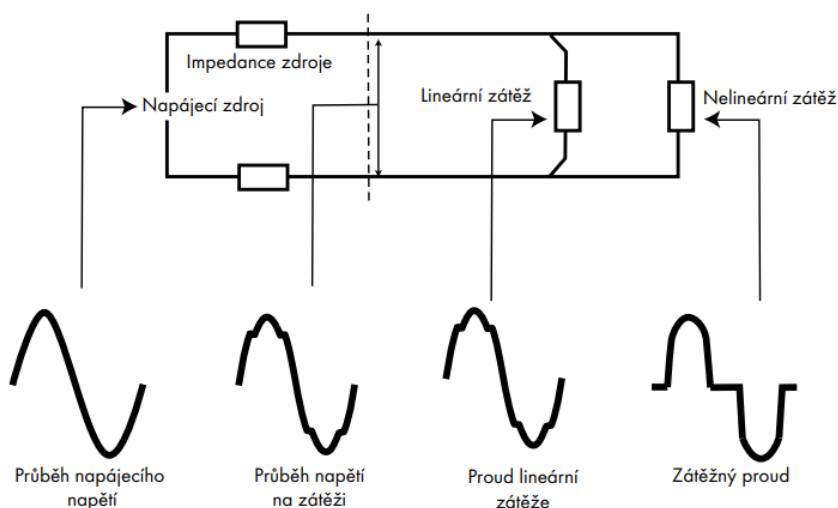 Impedance zdroje
Napájecí zdroj
Lineární zátěž
Nelineární zátěž
Průběh napájecího
napětí
Průběh napětí
na zátěži
Proud lineární
zátěže
Zátěžný proud